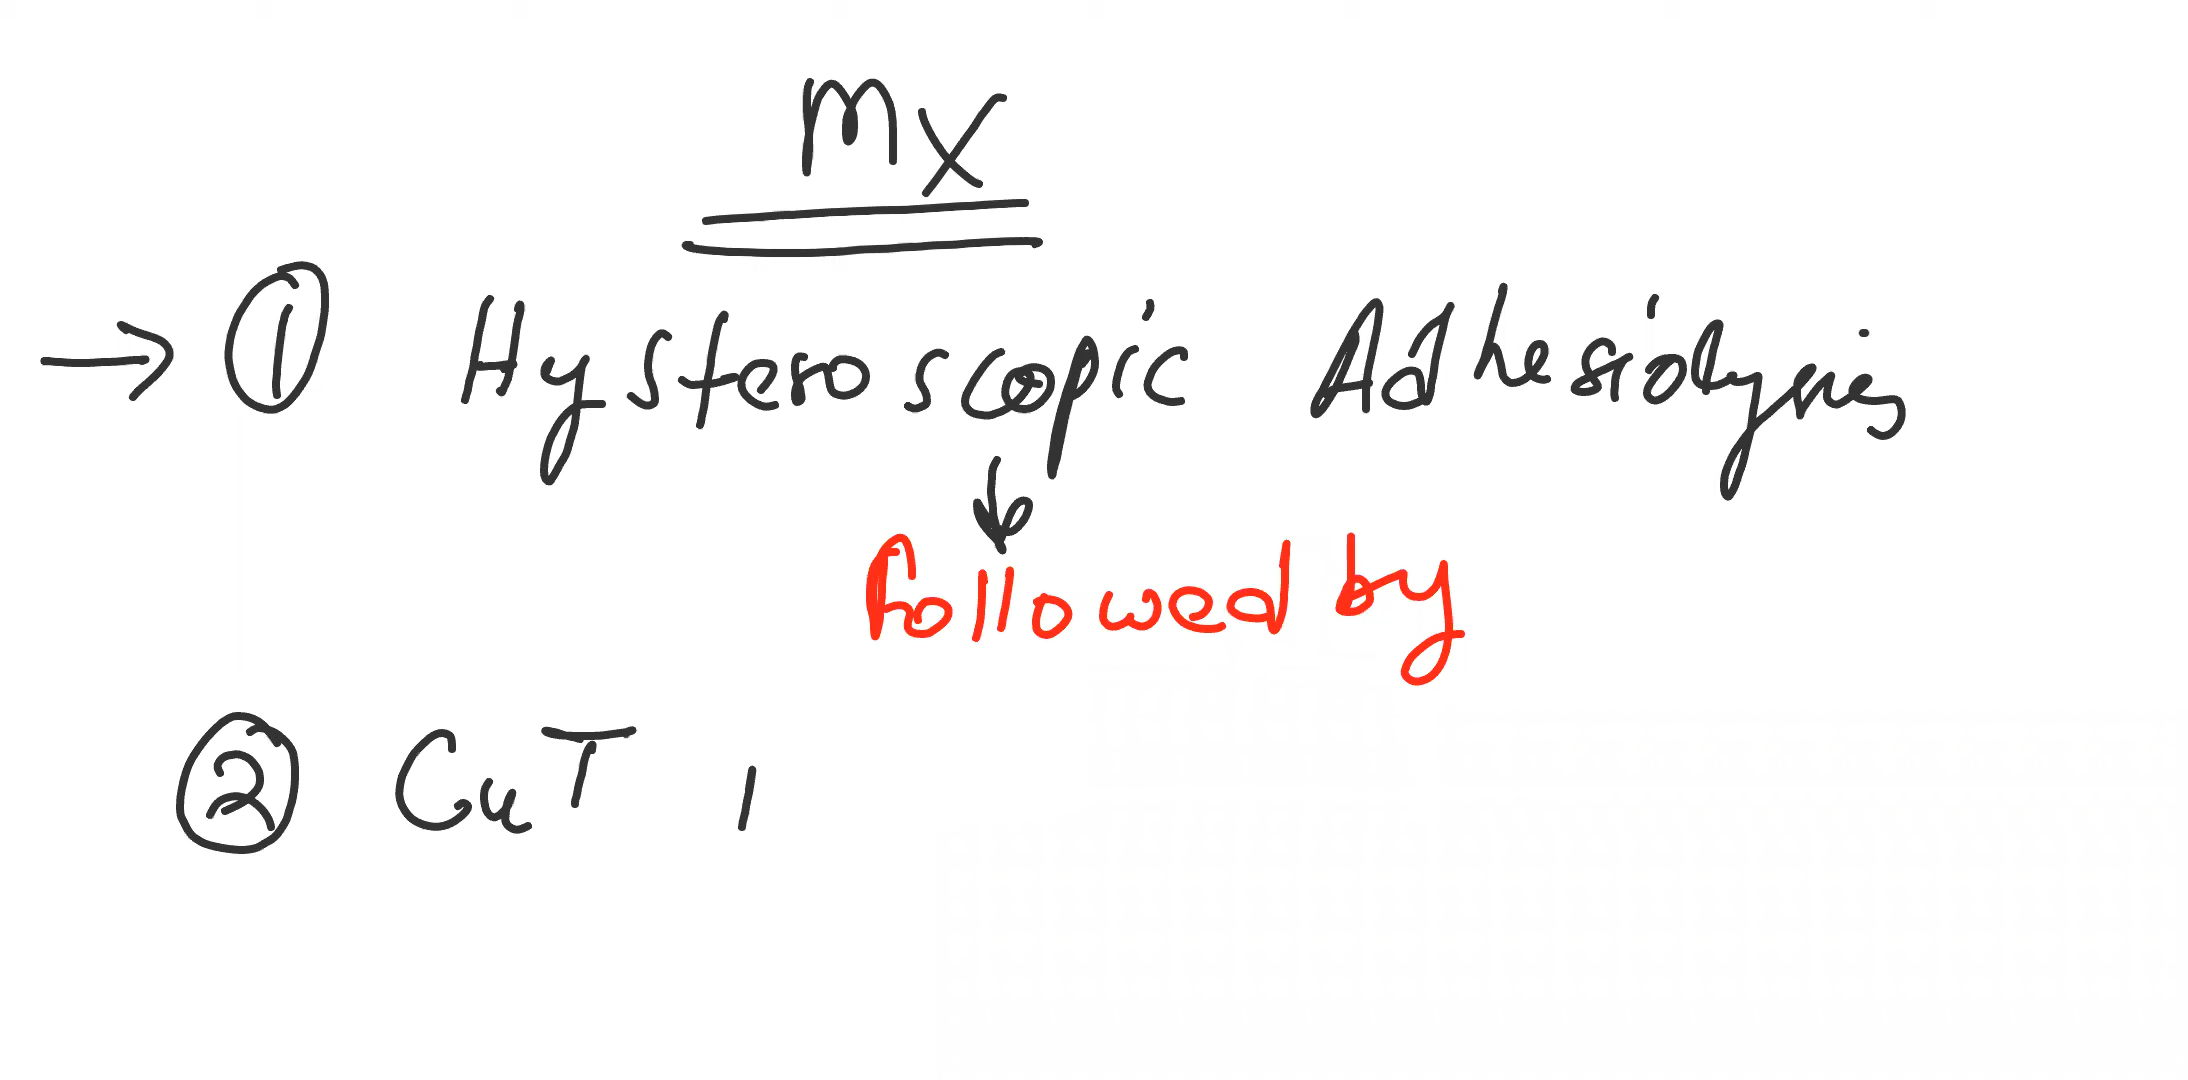 Mx
→ ① Hysteroscopic Adhesiolysis
↓
followed by
② CuT